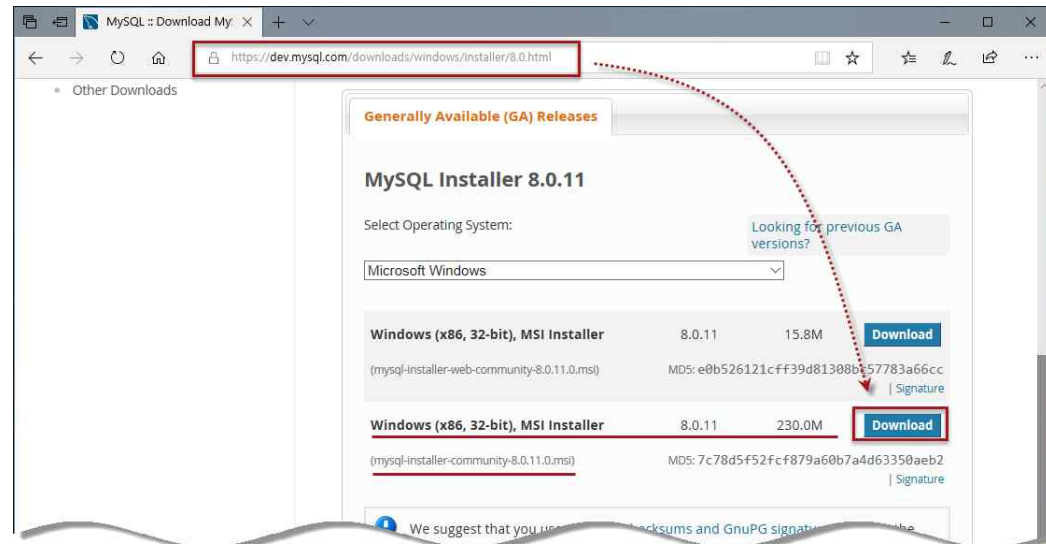 MySQL :: Download My
https://dev.mysql.com/downloads/windows/installer/8.0.html
Other Downloads
Generally Available (GA) Releases
MySQL Installer 8.0.11
Select Operating System:
Looking for previous GA
versions?
Microsoft Windows
Windows (x86, 32-bit), MSI Installer 8.0.11 15.8M Download
(mysql-installer-web-community-8.0.11.0.msi) MD5:
| Signature
Windows (x86, 32-bit), MSI Installer 8.0.11 230.0M Download
(mysql-installer-community-8.0.11.0.msi) MD5: 7c78d5f52fcf879a60b7a4d63350aeb2
| Signature
We suggest that you and GnuPG